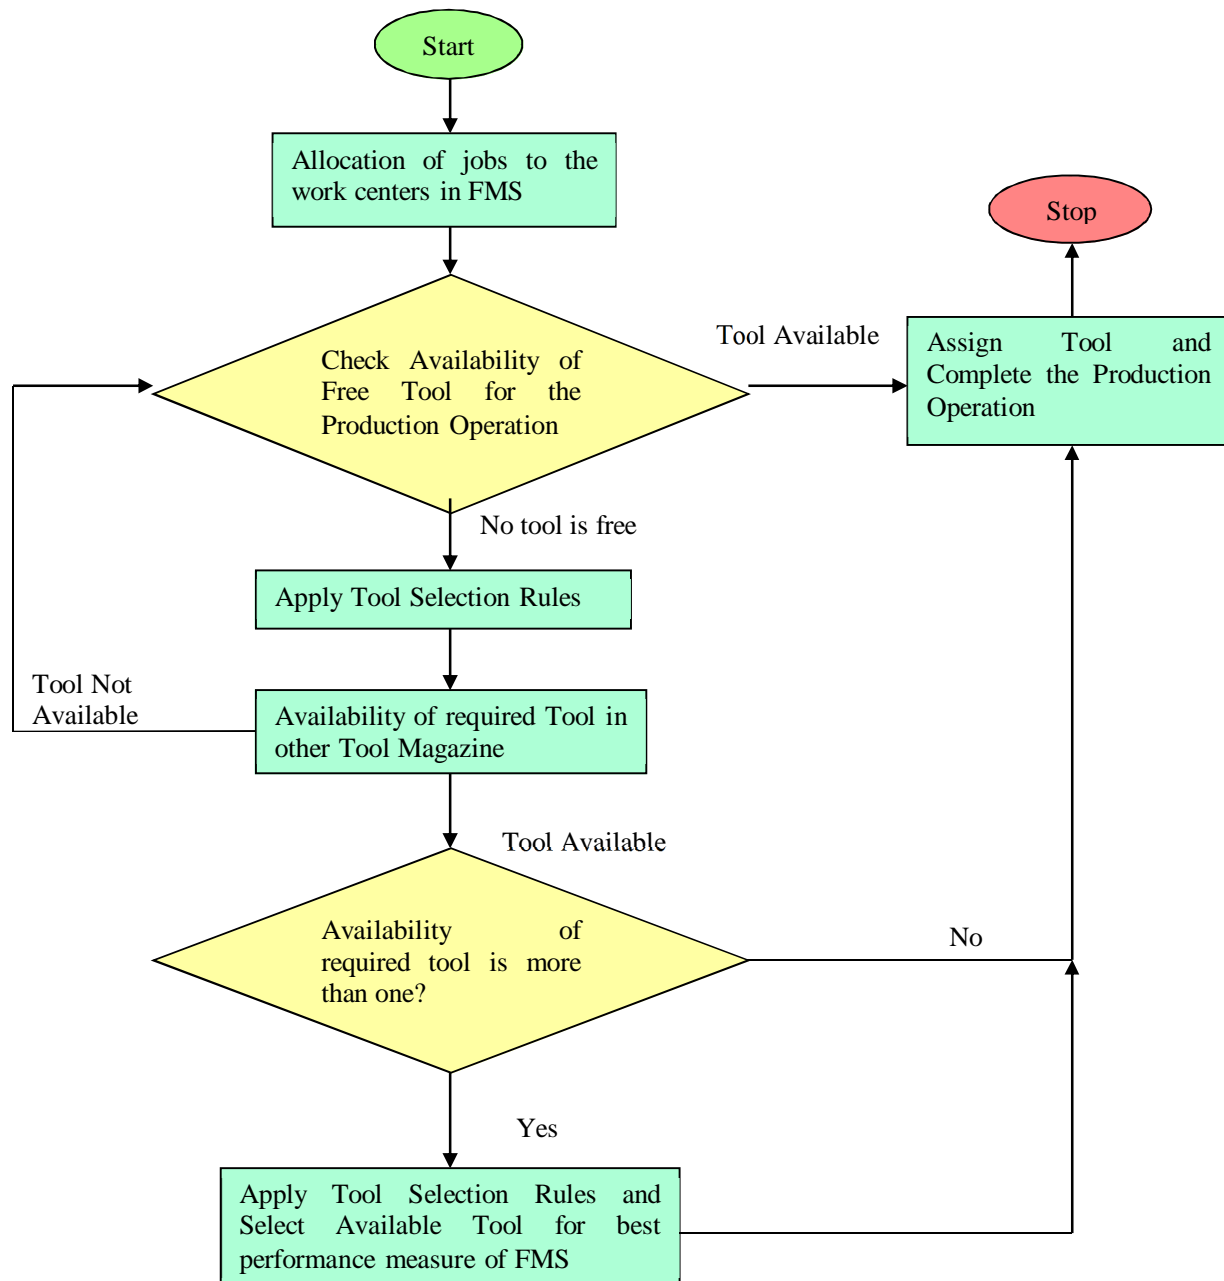 Start
Allocation of jobs to the
work centers in FMS
Stop
Check Availability of
Free Tool for the
Production Operation
Tool Available
Assign Tool and
Complete the Production
Operation
No tool is free
Apply Tool Selection Rules
Tool Not
Available
Availability of required Tool in
other Tool Magazine
Tool Available
Availability of
required tool is more
than one?
No
Yes
Apply Tool Selection Rules and
Select Available Tool for best
performance measure of FMS